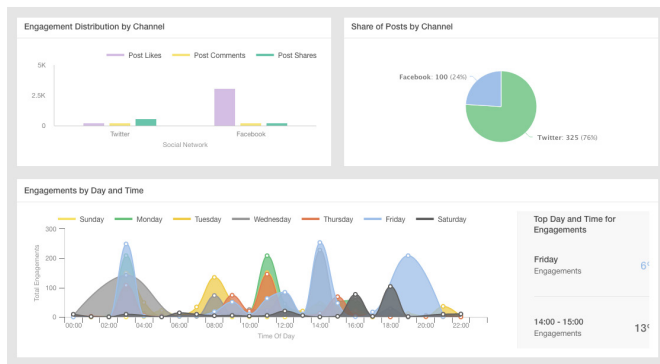 Engagement Distribution by Channel
Post Likes Post Comments Post Shares
5K
2.5K
0
Twitter Facebook
Social Network
Share of Posts by Channel
Facebook: 100 (24%)
Twitter: 325 (76%)
Engagements by Day and Time
Sunday Monday Tuesday Wednesday Thursday Friday Saturday
300
200
100
0
Total Engagements
00:00 02:00 04:00 06:00 08:00 10:00 12:00 14:00 16:00 18:00 20:00 22:00
Time Of Day
Top Day and Time for
Engagements
Friday
Engagements
14:00 - 15:00
Engagements